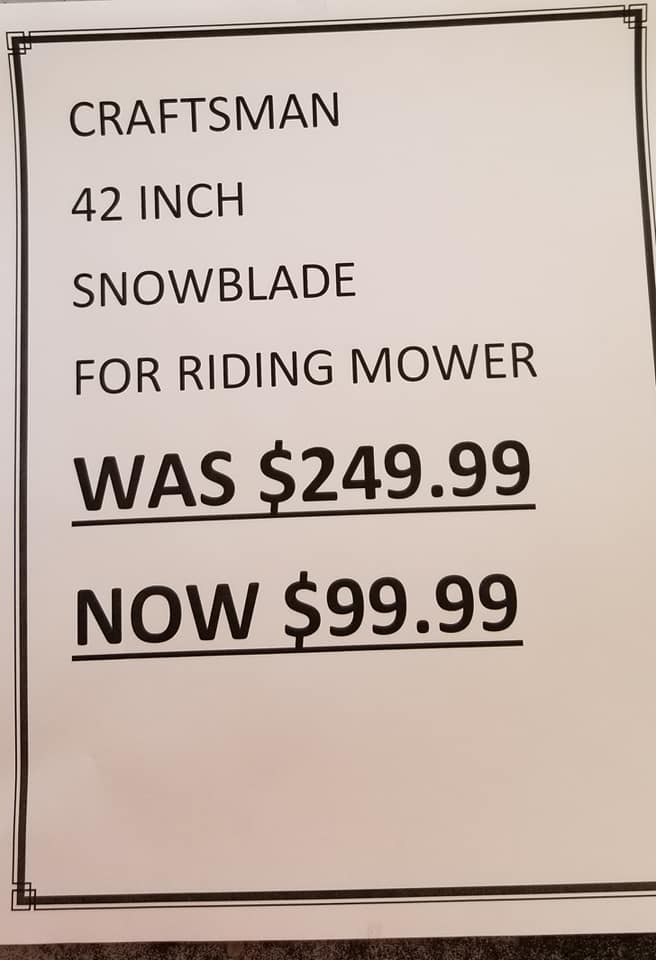 CRAFTSMAN
42 INCH
SNOWBLADE
FOR RIDING MOWER
WAS $249.99
NOW $99.99